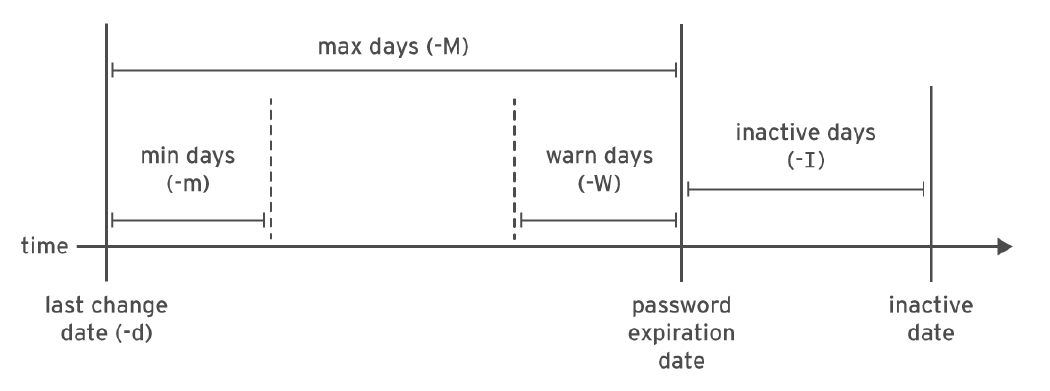 max days (-M)
min days
(-m)
warn days
(-W)
inactive days
(-I)
time
last change
date (-d)
password
expiration
date
inactive
date